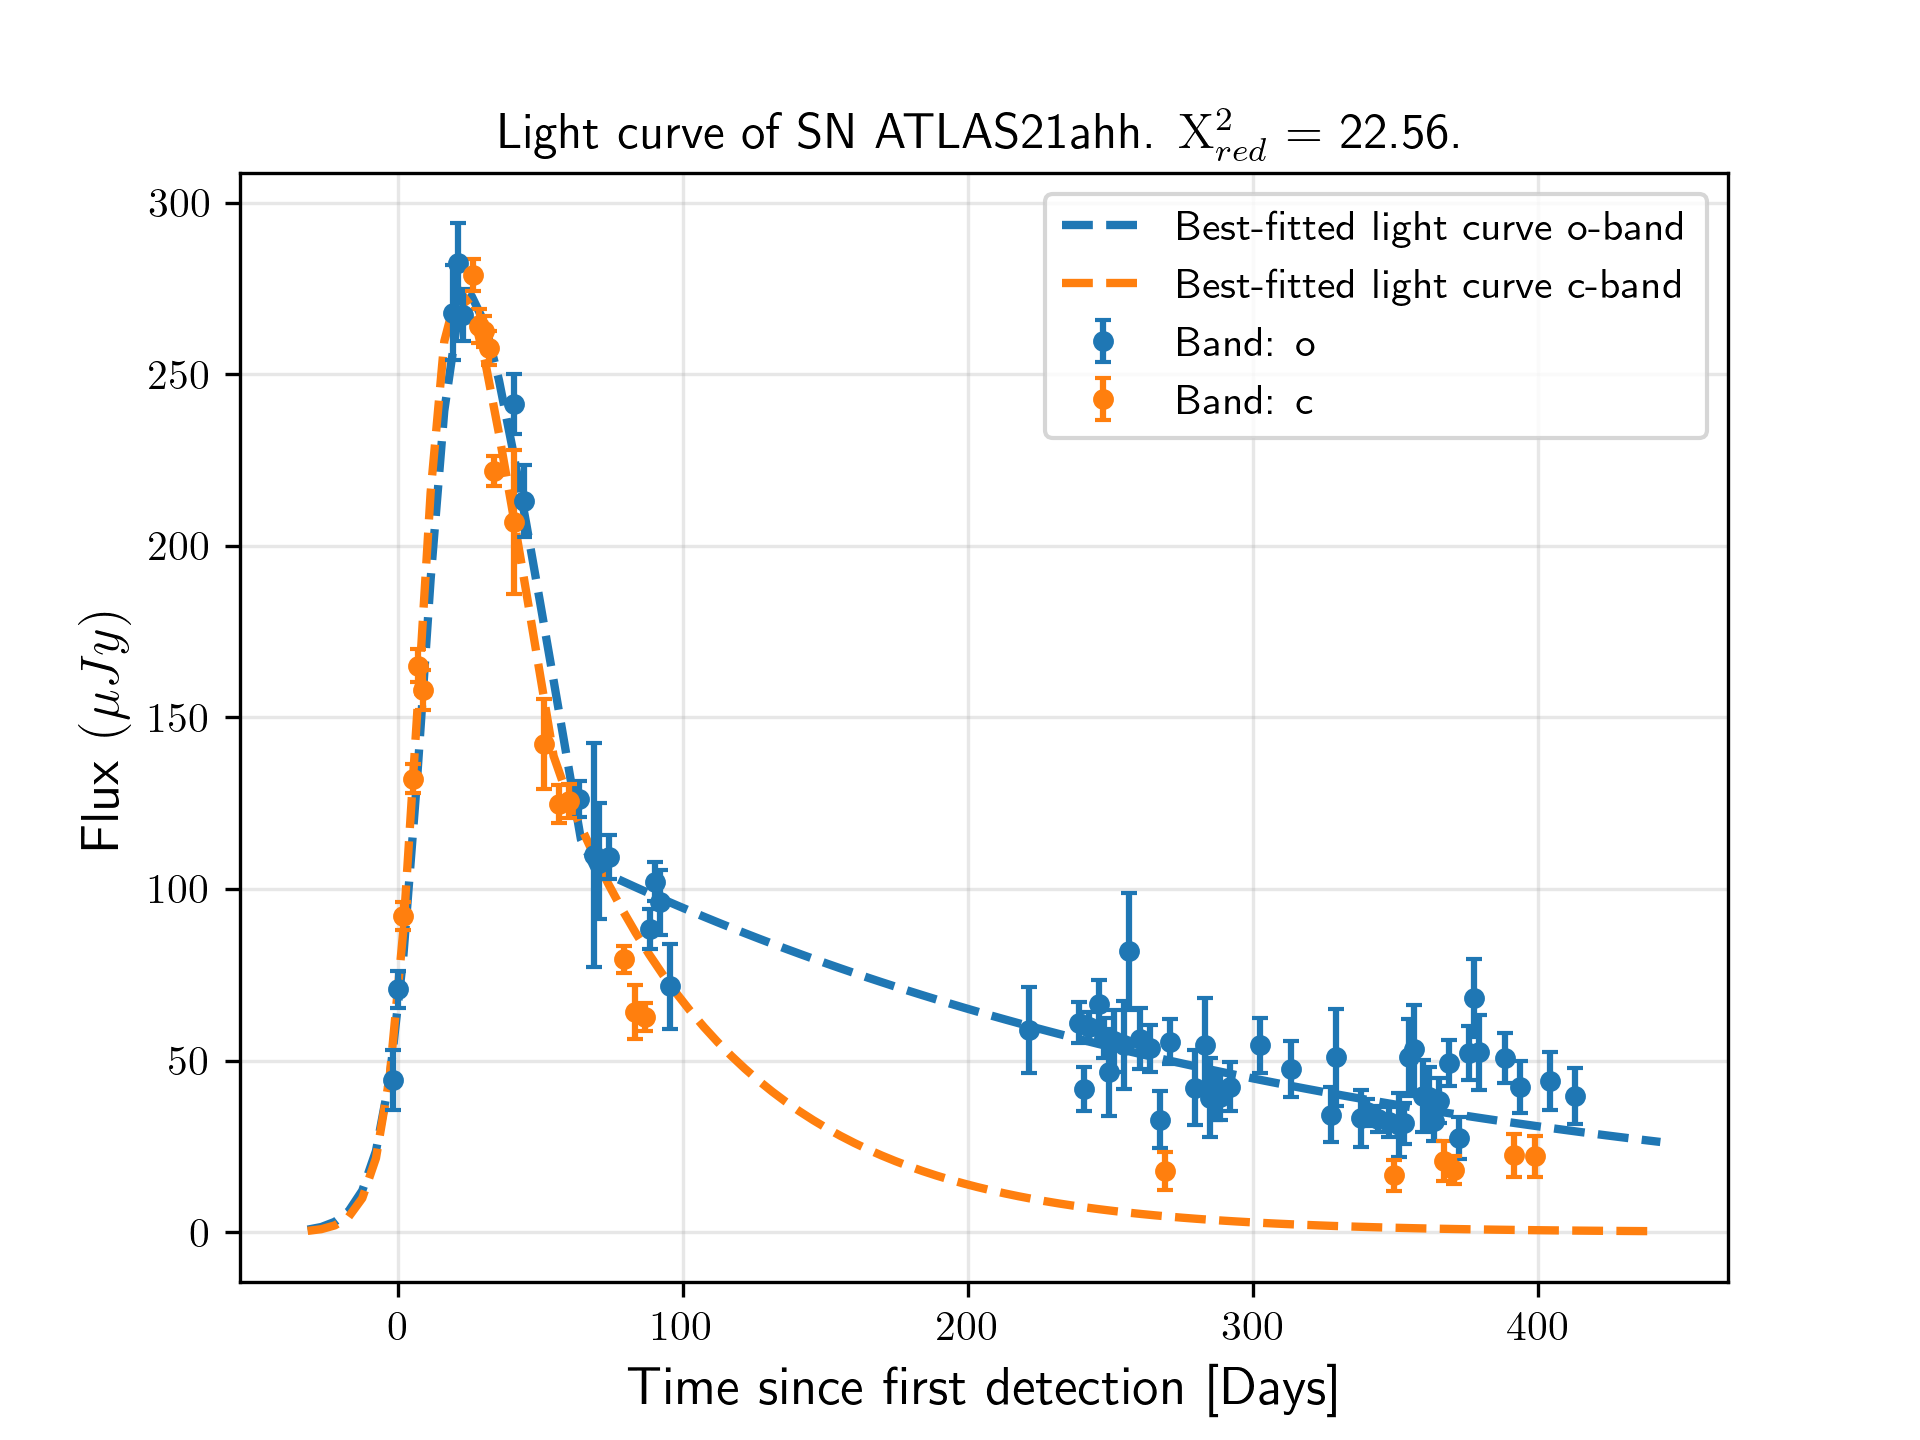 Light curve of SN ATLAS21ahh. X²_red = 22.56.
300
250
200
150
100
50
0
Flux (μJy)
Best-fitted light curve o-band
Best-fitted light curve c-band
Band: o
Band: c
0 100 200 300 400
Time since first detection [Days]